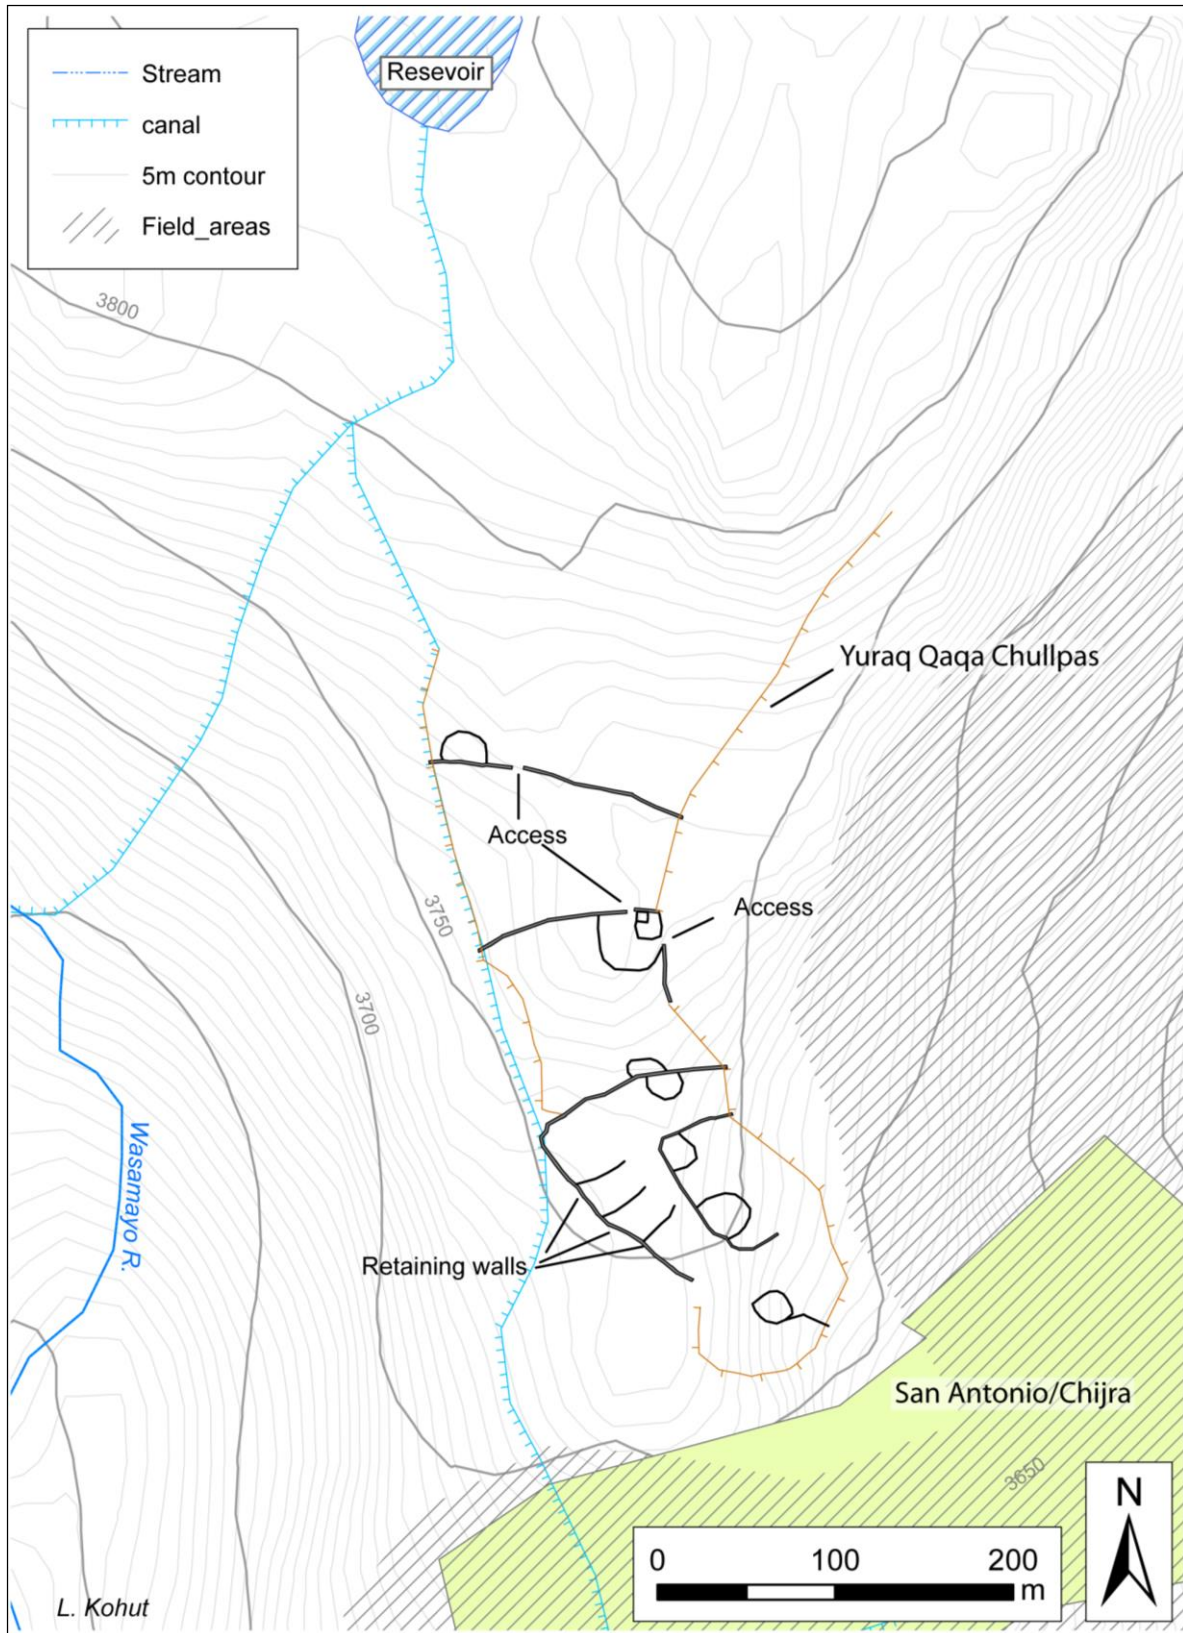 Resevoir
Stream
canal
5m contour
Field_areas
3800
Yuraq Qaqa Chullpas
Access
Access
3750
3700
Wasamayo R.
Retaining walls
San Antonio/Chijra
3650
N
0 100 200
m
L. Kohut